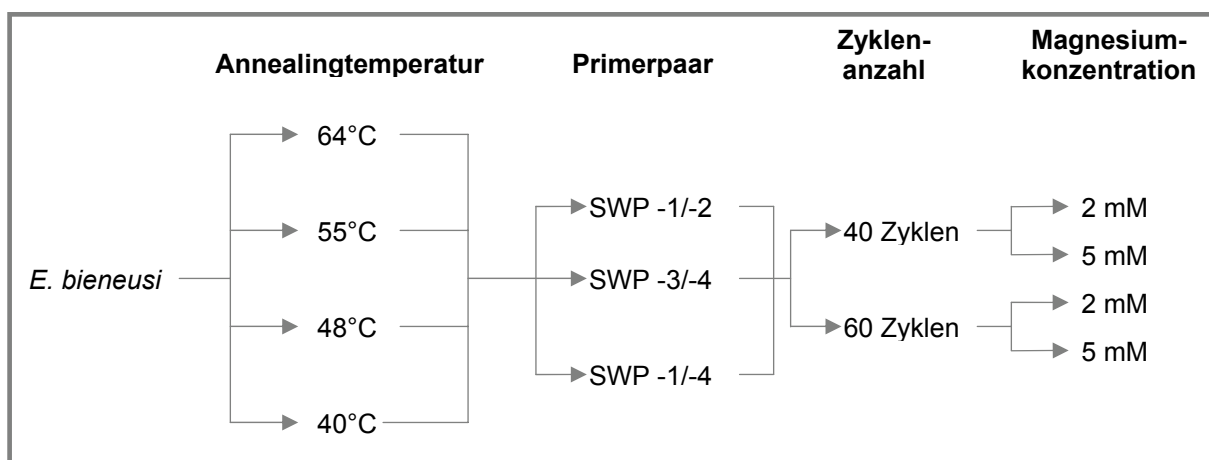 Annealingtemperatur
Primerpaar
Zyklen-
anzahl
Magnesium-
konzentration
E. bieneusi
64°C
55°C
48°C
40°C
SWP -1/-2
SWP -3/-4
SWP -1/-4
40 Zyklen
60 Zyklen
2 mM
5 mM
2 mM
5 mM